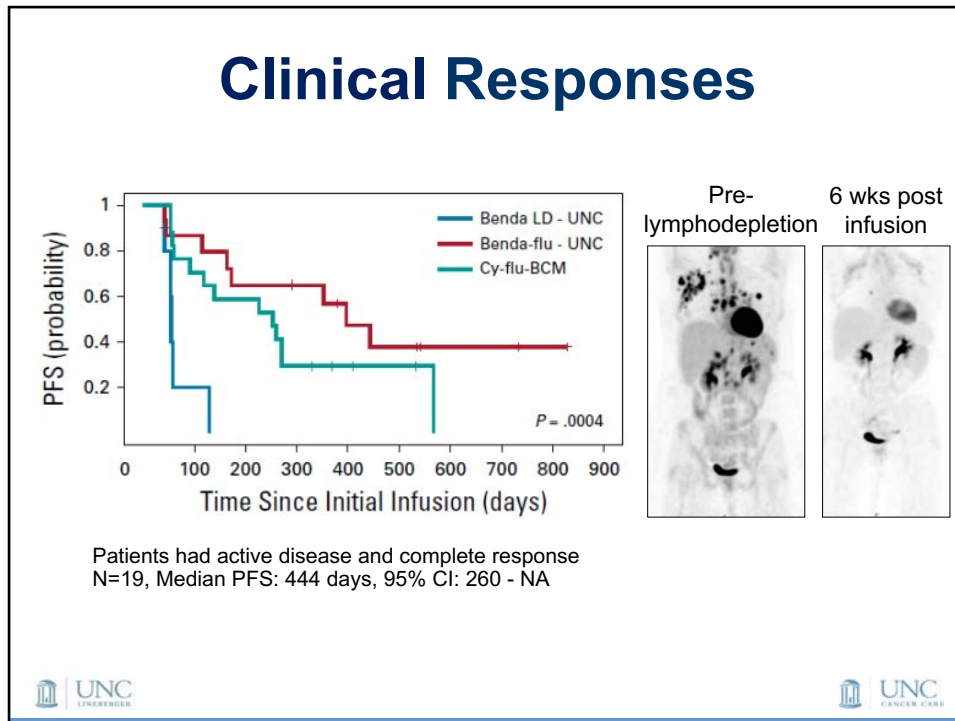 Clinical Responses
PFS (probability)
1
0.8
0.6
0.4
0.2
Benda LD - UNC
Benda-flu - UNC
Cy-flu-BCM
P = .0004
0 100 200 300 400 500 600 700 800 900
Time Since Initial Infusion (days)
Pre-
lymphodepletion
6 wks post
infusion
Patients had active disease and complete response
N=19, Median PFS: 444 days, 95% CI: 260 - NA
UNC
LINEBERGER
UNC
CANCER CARE